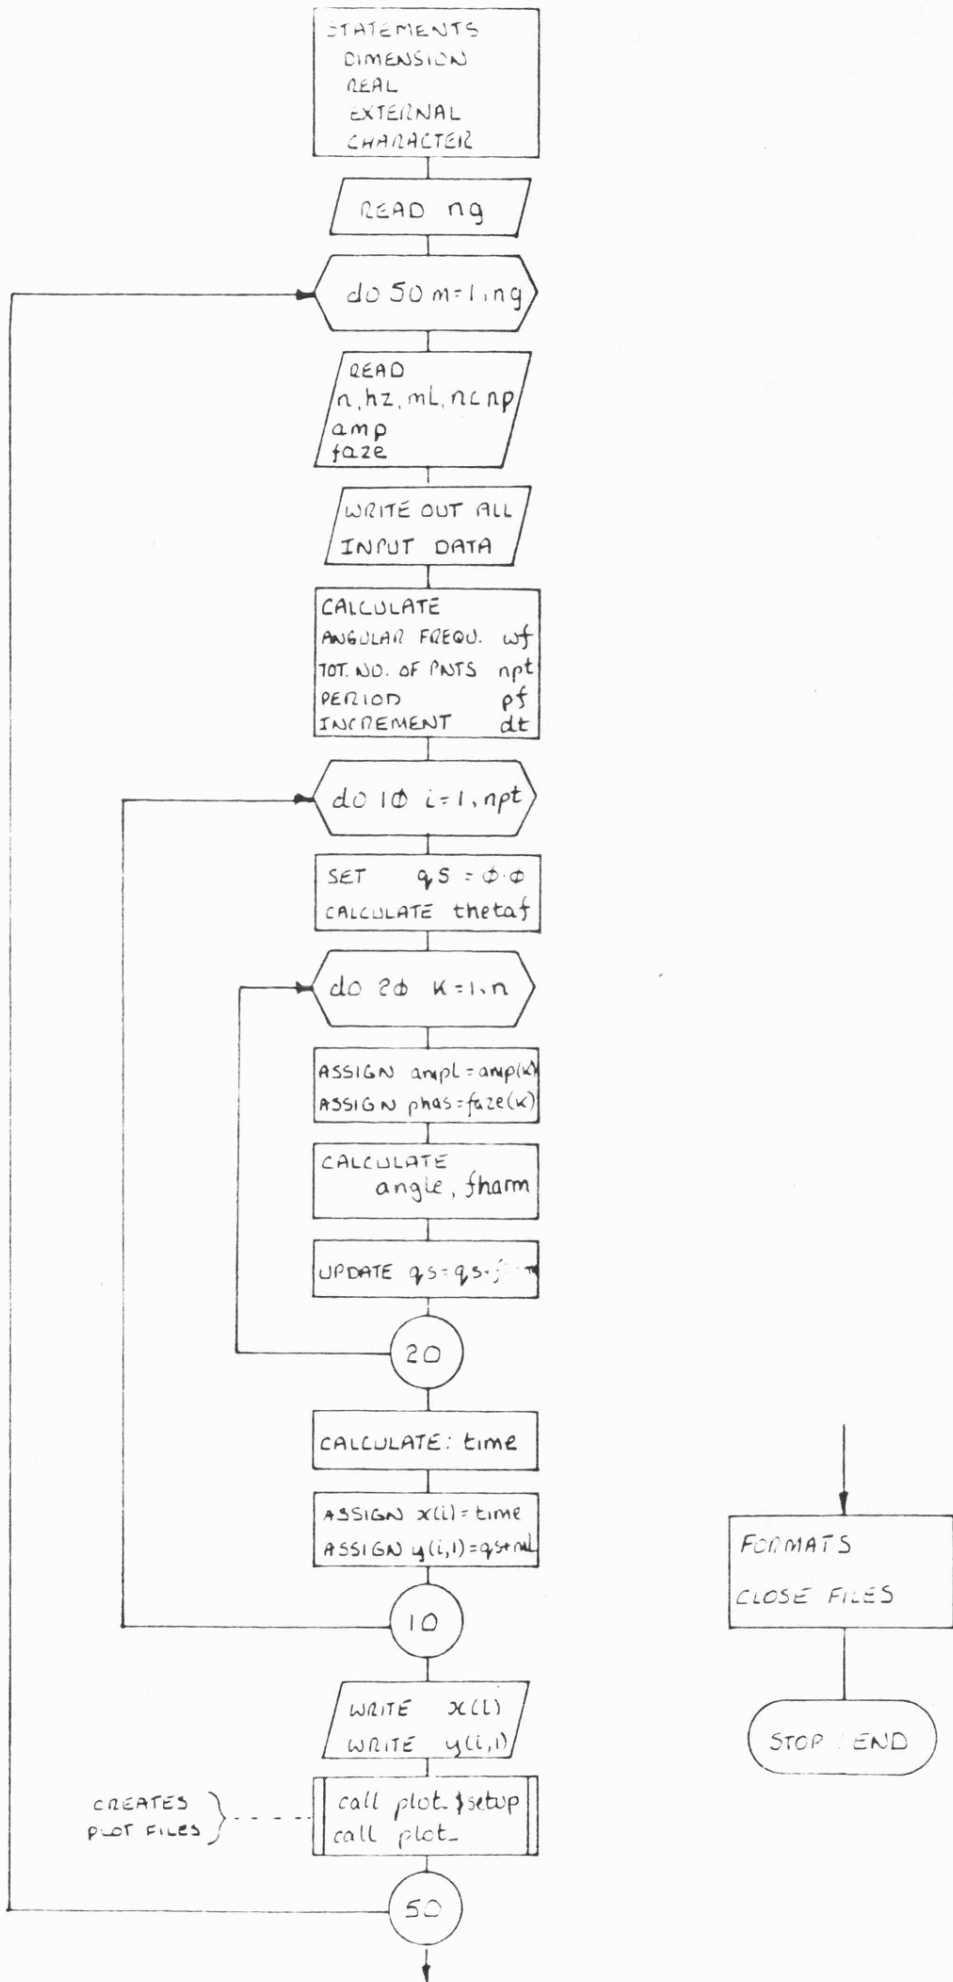 STATEMENTS
DIMENSION
REAL
EXTERNAL
CHARACTER
READ ng
do 50 m=1,ng
READ
n,hz,mL,nc np
amp
faze
WRITE OUT ALL
INPUT DATA
CALCULATE
ANGULAR FREQU. wf
TOT. NO. OF PNTS npt
PERIOD pf
INCREMENT dt
do 10 i=1,npt
SET qs = 0.0
CALCULATE thetaf
do 20 k=1,n
ASSIGN ampl=amp(k)
ASSIGN phas=faze(k)
CALCULATE
angle, fharm
UPDATE qs=qs+
20
CALCULATE: time
ASSIGN x(i)=time
ASSIGN y(i,1)=qs+mL
10
WRITE x(i)
WRITE y(i,1)
CREATES
PLOT FILES
call plot_$setup
call plot_
50
FORMATS
CLOSE FILES
STOP / END